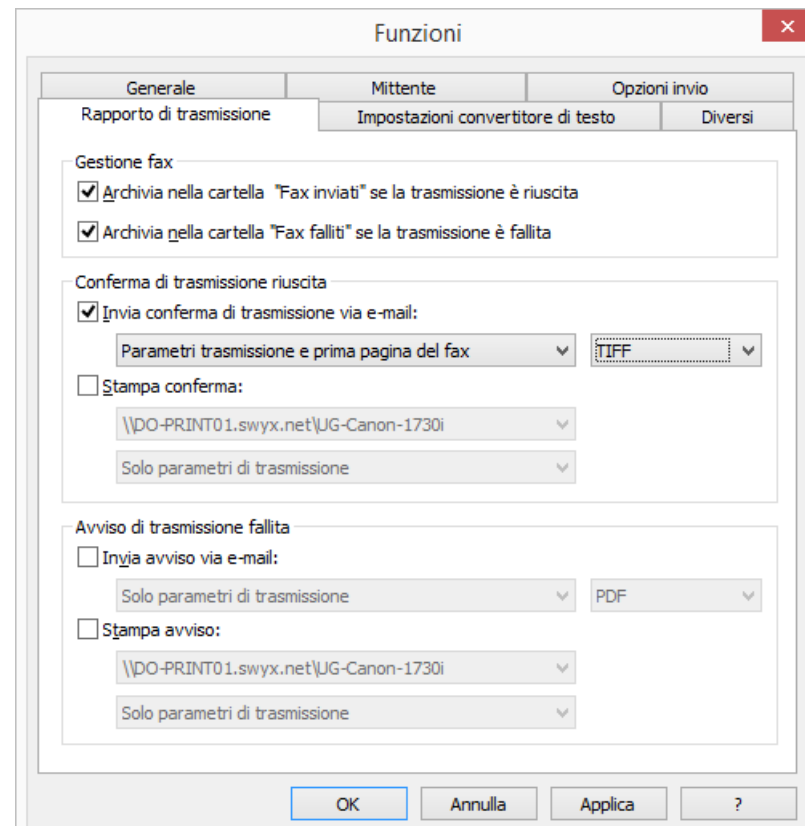 Funzioni
Generale Mittente Opzioni invio
Rapporto di trasmissione Impostazioni convertitore di testo Diversi
Gestione fax
Archivia nella cartella "Fax inviati" se la trasmissione è riuscita
Archivia nella cartella "Fax falliti" se la trasmissione è fallita
Conferma di trasmissione riuscita
Invia conferma di trasmissione via e-mail:
Parametri trasmissione e prima pagina del fax TIFF
Stampa conferma:
\\DO-PRINT01.swyx.net\UG-Canon-1730i
Solo parametri di trasmissione
Avviso di trasmissione fallita
Invia avviso via e-mail:
Solo parametri di trasmissione PDF
Stampa avviso:
\\DO-PRINT01.swyx.net\UG-Canon-1730i
Solo parametri di trasmissione
OK Annulla Applica ?